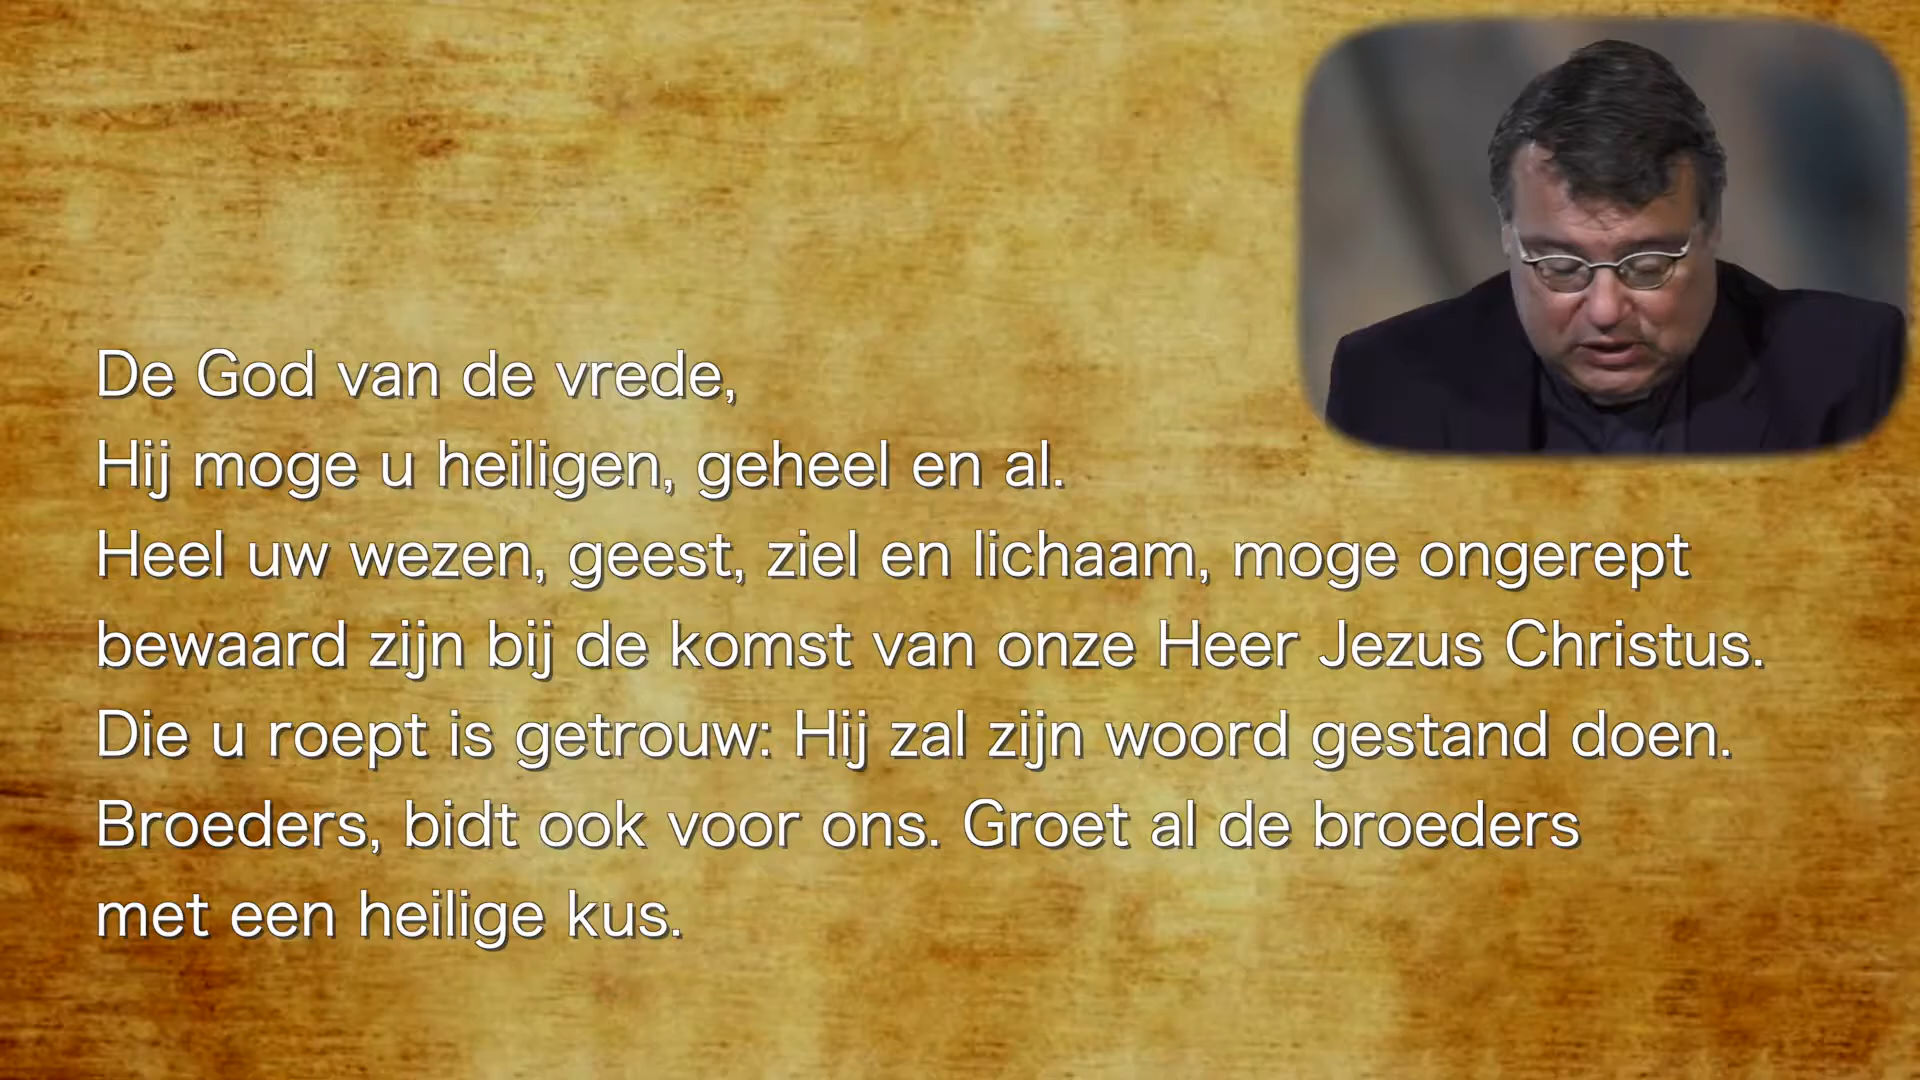 De God van de vrede,
Hij moge u heiligen, geheel en al.
Heel uw wezen, geest, ziel en lichaam, moge ongerept
bewaard zijn bij de komst van onze Heer Jezus Christus.
Die u roept is getrouw: Hij zal zijn woord gestand doen.
Broeders, bidt ook voor ons. Groet al de broeders
met een heilige kus.